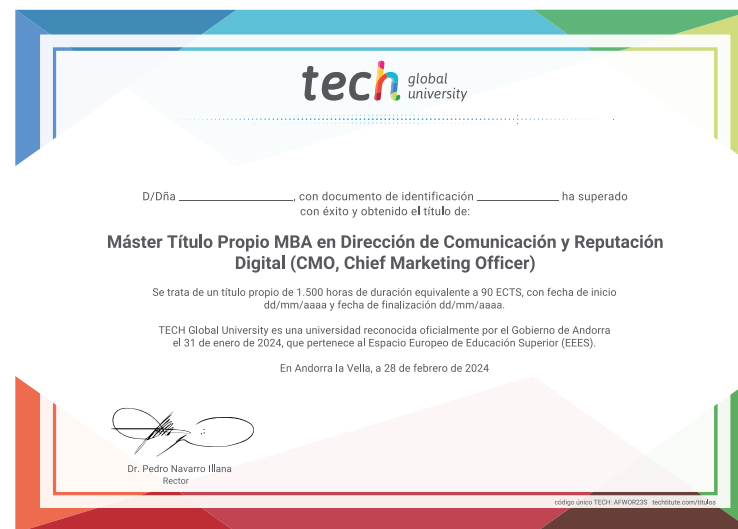 tech global university
D/Dña ____________________, con documento de identificación ______________ ha superado
con éxito y obtenido el título de:
Máster Título Propio MBA en Dirección de Comunicación y Reputación
Digital (CMO, Chief Marketing Officer)
Se trata de un título propio de 1.500 horas de duración equivalente a 90 ECTS, con fecha de inicio
dd/mm/aaaa y fecha de finalización dd/mm/aaaa.
TECH Global University es una universidad reconocida oficialmente por el Gobierno de Andorra
el 31 de enero de 2024, que pertenece al Espacio Europeo de Educación Superior (EEES).
En Andorra la Vella, a 28 de febrero de 2024
Dr. Pedro Navarro Illana
Rector
código único TECH: AFWOR23S techtitute.com/titulos